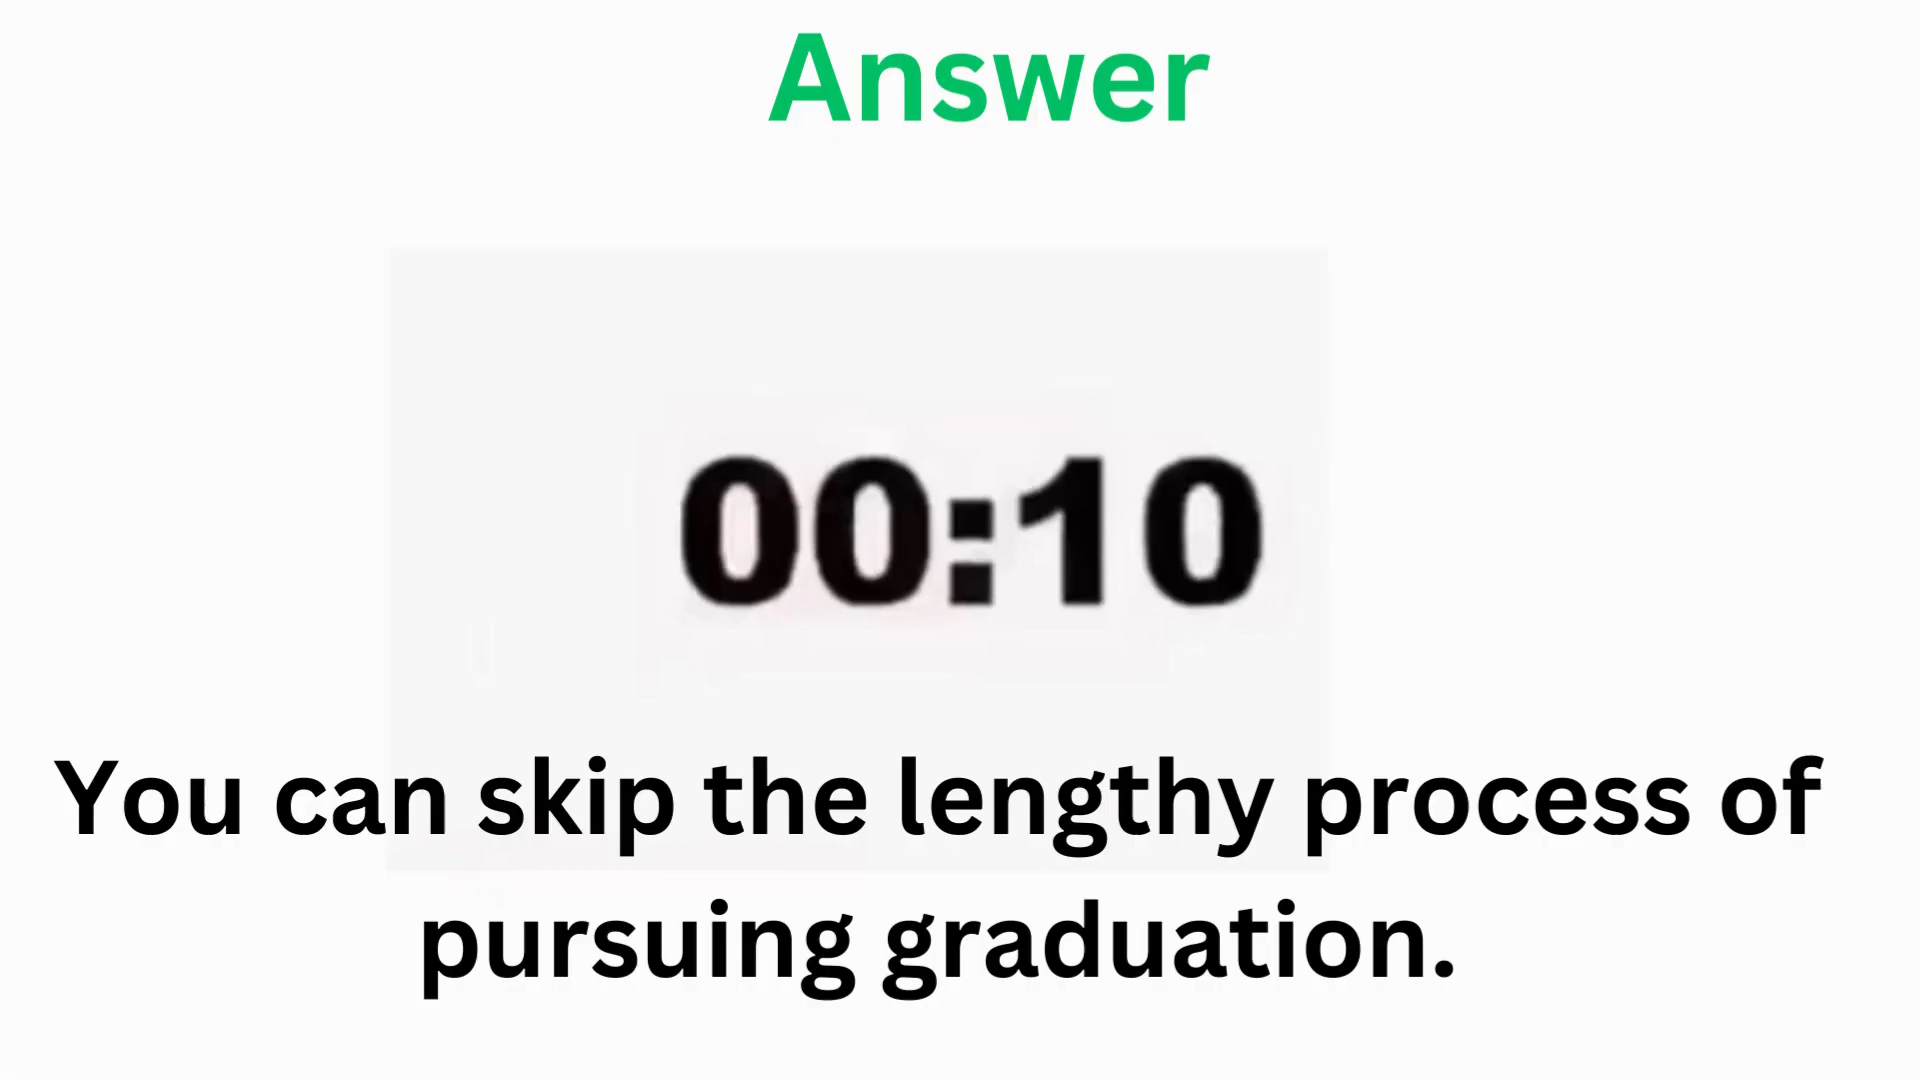 Answer
00:10
You can skip the lengthy process of
pursuing graduation.